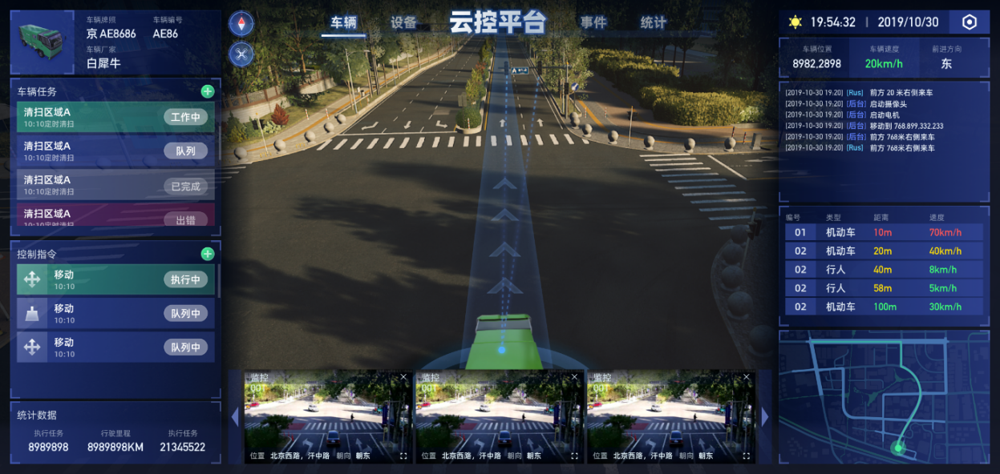 车辆牌照 车辆编号
京 AE8686 AE86
车辆厂家
白犀牛
车辆 设备 云控平台 事件 统计
19:54:32 | 2019/10/30
车辆位置 车辆速度 前进方向
8982,2898 20km/h 东
车辆任务
清扫区域A
10:10定时清扫
工作中
清扫区域A
10:10定时清扫
队列
清扫区域A
10:10定时清扫
已完成
清扫区域A
10:10定时清扫
出错
控制指令
移动
10:10
执行中
移动
10:10
队列中
移动
10:10
队列中
统计数据
执行任务 行驶里程 执行任务
8989898 8989898KM 21345522
A
监控
001
位置 北京西路，汗中路 朝向 朝东
监控
001
位置 北京西路，汗中路 朝向 朝东
监控
001
位置 北京西路，汗中路 朝向 朝东
[2019-10-30 19:20] [Rus] 前方 20 米右侧来车
[2019-10-30 19:20] [后台] 启动摄像头
[2019-10-30 19:20] [后台] 启动电机
[2019-10-30 19:20] [后台] 移动到 768.899,332.233
[2019-10-30 19:20] [后台] 前方 768米右侧来车
[2019-10-30 19:20] [Rus] 前方 768米右侧来车
编号 类型 距离 速度
01 机动车 10m 70km/h
02 机动车 20m 40km/h
02 行人 40m 8km/h
02 行人 58m 5km/h
02 机动车 100m 30km/h